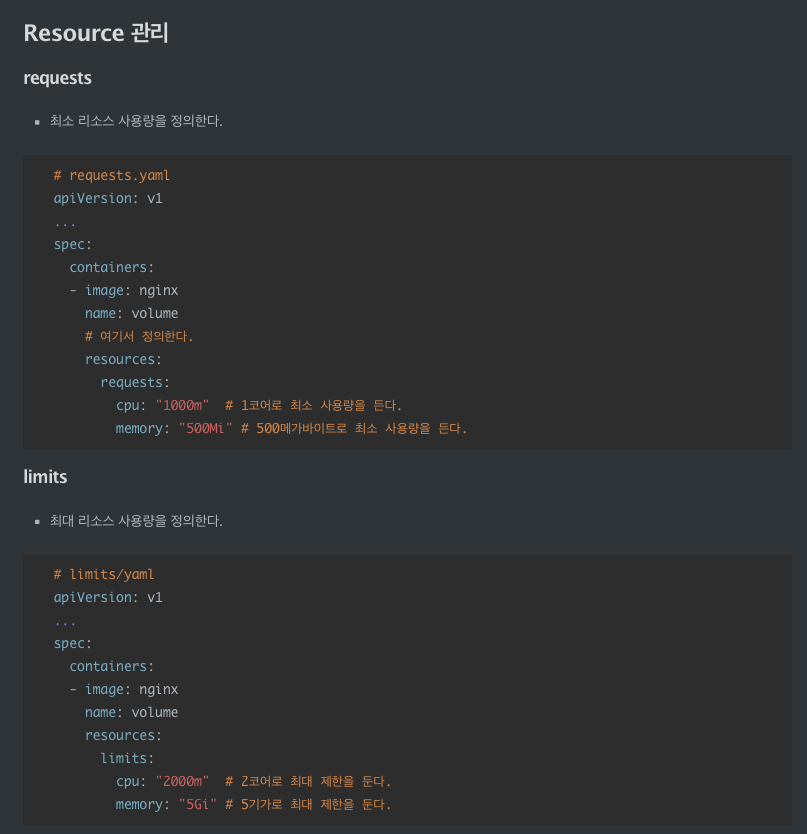 Resource 관리
requests
▪ 최소 리소스 사용량을 정의한다.
# requests.yaml
apiVersion: v1
...
spec:
  containers:
  - image: nginx
    name: volume
    # 여기서 정의한다.
    resources:
      requests:
        cpu: "1000m"  # 1코어로 최소 사용량을 둔다.
        memory: "500Mi" # 500메가바이트로 최소 사용량을 둔다.
limits
▪ 최대 리소스 사용량을 정의한다.
# limits/yaml
apiVersion: v1
...
spec:
  containers:
  - image: nginx
    name: volume
    resources:
      limits:
        cpu: "2000m"  # 2코어로 최대 제한을 둔다.
        memory: "5Gi" # 5기가로 최대 제한을 둔다.